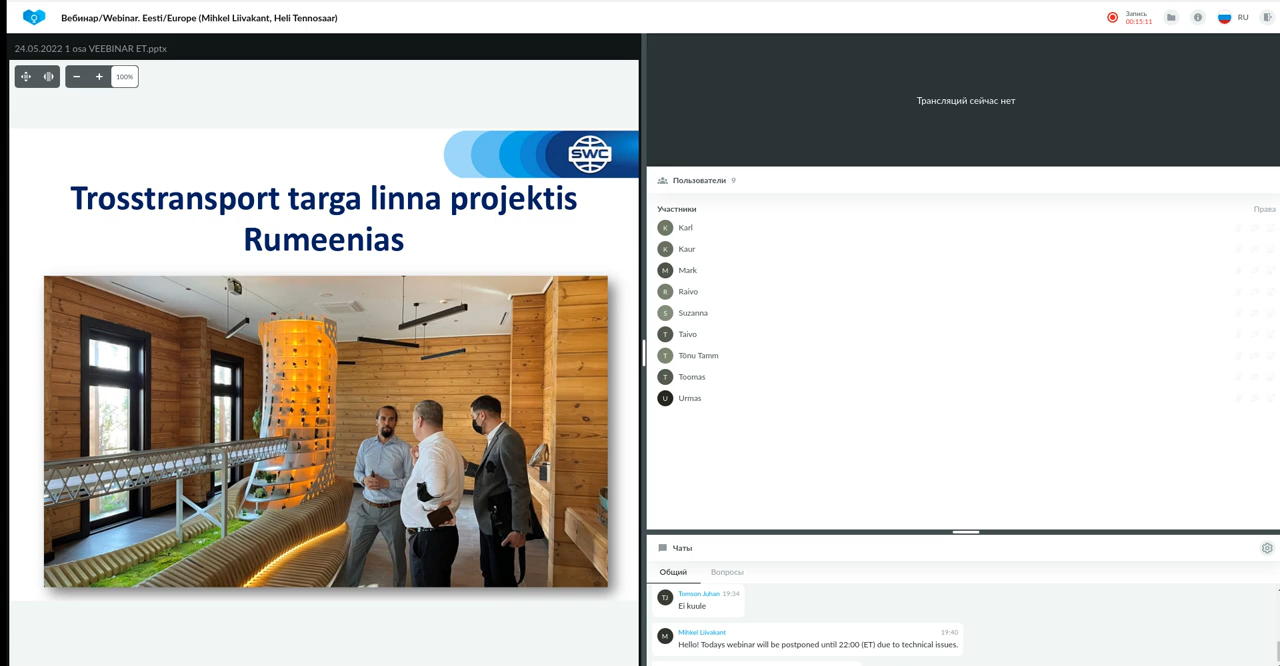 Вебинар/Webinar. Eesti/Europe (Mihkel Liivakant, Heli Tennosaar)
Запись
00:15:11
RU
24.05.2022 1 osa VEEBINAR ET.pptx
100%
SWC
Trosstransport targa linna projektis
Rumeenias
Трансляций сейчас нет
Пользователи 9
Участники
Права
K Karl
K Kaur
M Mark
R Raivo
S Suzanna
T Taivo
T Tõnu Tamm
T Toomas
U Urmas
Чаты
Общий Вопросы
TJ Tomson Juhan 19:34
Ei kuule
M Mihkel Liivakant 19:40
Hello! Todays webinar will be postponed until 22:00 (ET) due to technical issues.